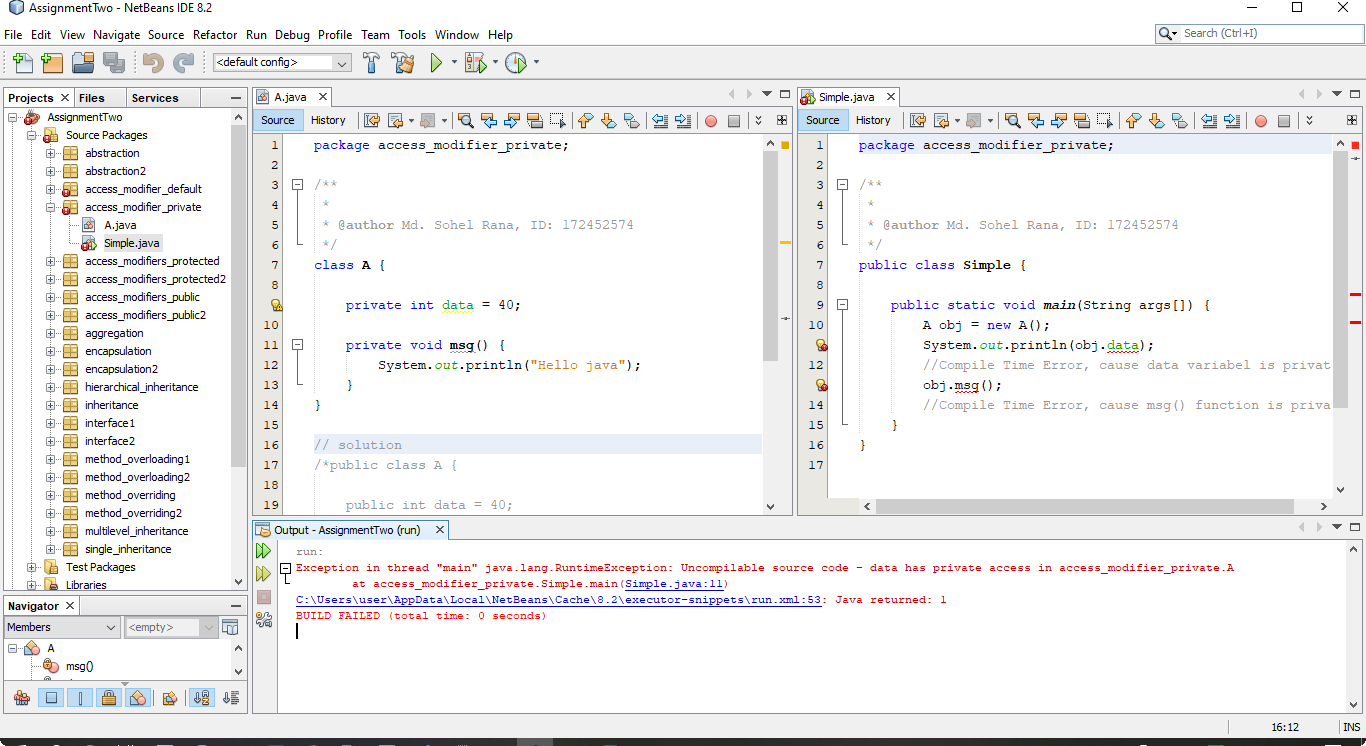 AssignmentTwo - NetBeans IDE 8.2
File Edit View Navigate Source Refactor Run Debug Profile Team Tools Window Help
Search (Ctrl+I)
<default config>
Projects Files Services
AssignmentTwo
Source Packages
abstraction
abstraction2
access_modifier_default
access_modifier_private
A.java
Simple.java
access_modifiers_protected
access_modifiers_protected2
access_modifiers_public
access_modifiers_public2
aggregation
encapsulation
encapsulation2
hierarchical_inheritance
inheritance
interface1
interface2
method_overloading1
method_overloading2
method_overriding
method_overriding2
multilevel_inheritance
single_inheritance
Test Packages
Libraries
Navigator
Members <empty>
A
msg()
A.java
Source History
1 package access_modifier_private;
2
3 /**
4 *
5 * @author Md. Sohel Rana, ID: 172452574
6 */
7 class A {
8
private int data = 40;
10
11 private void msg() {
12 System.out.println("Hello java");
13 }
14 }
15
16 // solution
17 /*public class A {
18
19 public int data = 40;
Simple.java
Source History
1 package access_modifier_private;
2
3 /**
4 *
5 * @author Md. Sohel Rana, ID: 172452574
6 */
7 public class Simple {
8
9 public static void main(String args[]) {
10 A obj = new A();
System.out.println(obj.data);
12 //Compile Time Error, cause data variabel is privat
obj.msg();
14 //Compile Time Error, cause msg() function is priva
15 }
16 }
17
Output - AssignmentTwo (run)
run:
Exception in thread "main" java.lang.RuntimeException: Uncompilable source code - data has private access in access_modifier_private.A
at access_modifier_private.Simple.main(Simple.java:11)
C:\Users\user\AppData\Local\NetBeans\Cache\8.2\executor-snippets\run.xml:53: Java returned: 1
BUILD FAILED (total time: 0 seconds)
16:12 INS